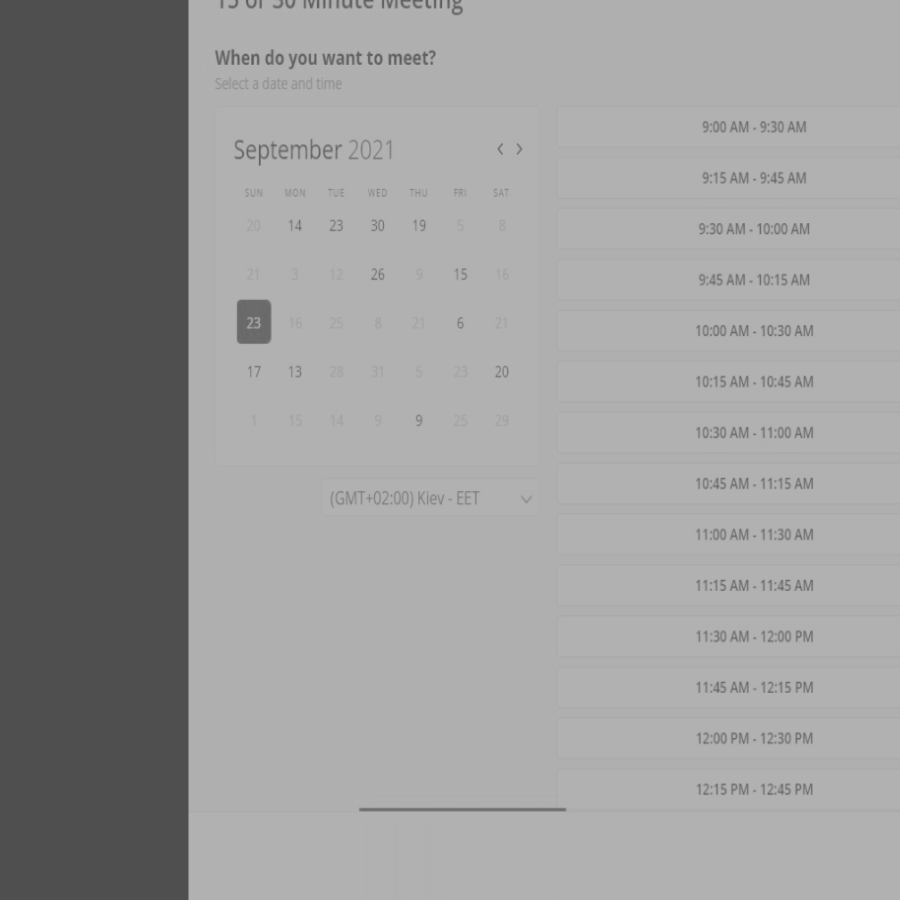 15 or 30 Minute Meeting
When do you want to meet?
Select a date and time
September 2021
SUN MON TUE WED THU FRI SAT
20 14 23 30 19 5 8
21 3 12 26 9 15 16
23 16 25 8 21 6 21
17 13 28 31 5 23 20
1 15 14 9 9 25 29
(GMT+02:00) Kiev - EET
9:00 AM - 9:30 AM
9:15 AM - 9:45 AM
9:30 AM - 10:00 AM
9:45 AM - 10:15 AM
10:00 AM - 10:30 AM
10:15 AM - 10:45 AM
10:30 AM - 11:00 AM
10:45 AM - 11:15 AM
11:00 AM - 11:30 AM
11:15 AM - 11:45 AM
11:30 AM - 12:00 PM
11:45 AM - 12:15 PM
12:00 PM - 12:30 PM
12:15 PM - 12:45 PM